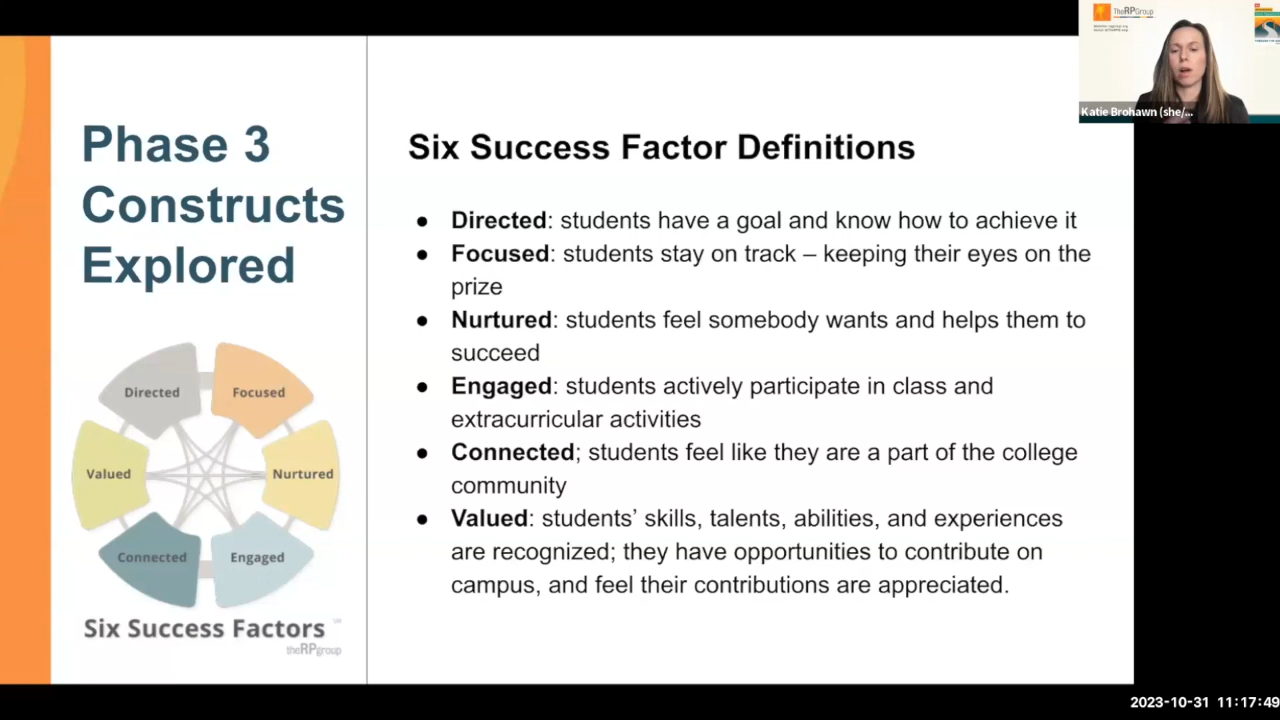 Phase 3
Constructs
Explored
Directed
Focused
Valued
Nurtured
Connected
Engaged
Six Success Factors
theRPgroup
Six Success Factor Definitions
● Directed: students have a goal and know how to achieve it
● Focused: students stay on track – keeping their eyes on the
prize
● Nurtured: students feel somebody wants and helps them to
succeed
● Engaged: students actively participate in class and
extracurricular activities
● Connected; students feel like they are a part of the college
community
● Valued: students’ skills, talents, abilities, and experiences
are recognized; they have opportunities to contribute on
campus, and feel their contributions are appreciated.
TheRPGroup
Katie Brohawn (she/...
2023-10-31 11:17:49